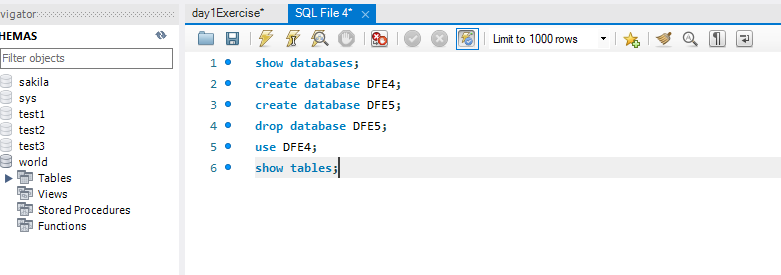 vigator
day1Exercise*
SQL File 4*
HEMAS
Filter objects
sakila
sys
test1
test2
test3
world
Tables
Views
Stored Procedures
Functions
Limit to 1000 rows
1 show databases;
2 create database DFE4;
3 create database DFE5;
4 drop database DFE5;
5 use DFE4;
6 show tables;